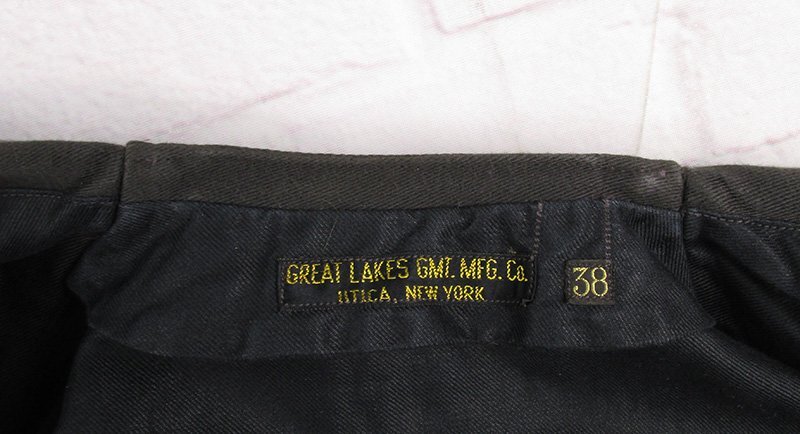 GREAT LAKES GMT. MFG. Co.
UTICA, NEW YORK
38